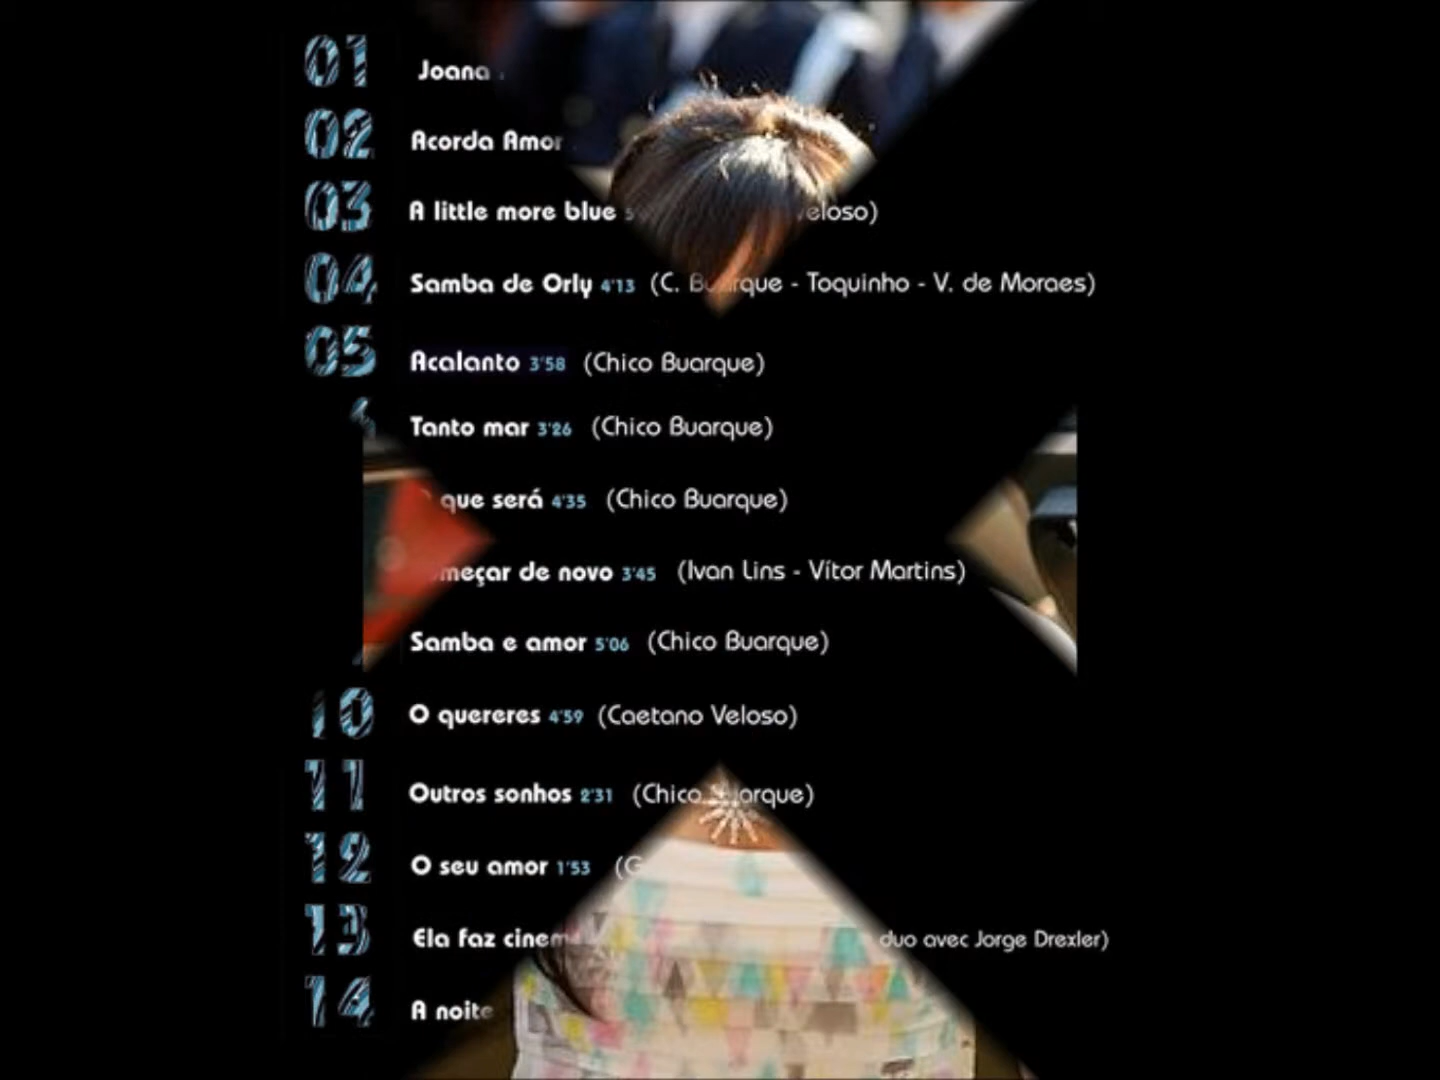 01 Joana
02 Acorda Amor
03 A little more blue
04 Samba de Orly 4'13 (C. Buarque - Toquinho - V. de Moraes)
05 Acalanto 3'58 (Chico Buarque)
Tanto mar 3'26 (Chico Buarque)
que será 4'35 (Chico Buarque)
meçar de novo 3'45 (Ivan Lins - Vítor Martins)
Samba e amor 5'06 (Chico Buarque)
10 O quereres 4'59 (Caetano Veloso)
11 Outros sonhos 2'31 (Chico Buarque)
12 O seu amor 1'53
13 Ela faz cinem duo avec Jorge Drexler)
14 A noite